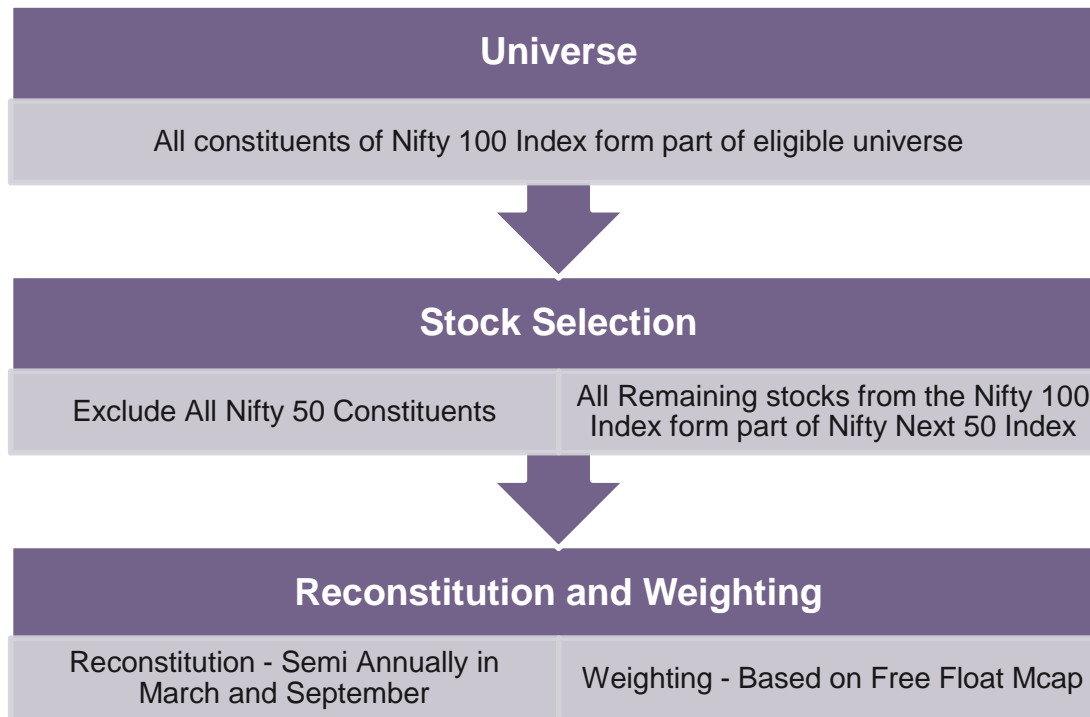 Universe
All constituents of Nifty 100 Index form part of eligible universe
Stock Selection
Exclude All Nifty 50 Constituents
All Remaining stocks from the Nifty 100
Index form part of Nifty Next 50 Index
Reconstitution and Weighting
Reconstitution - Semi Annually in
March and September
Weighting - Based on Free Float Mcap